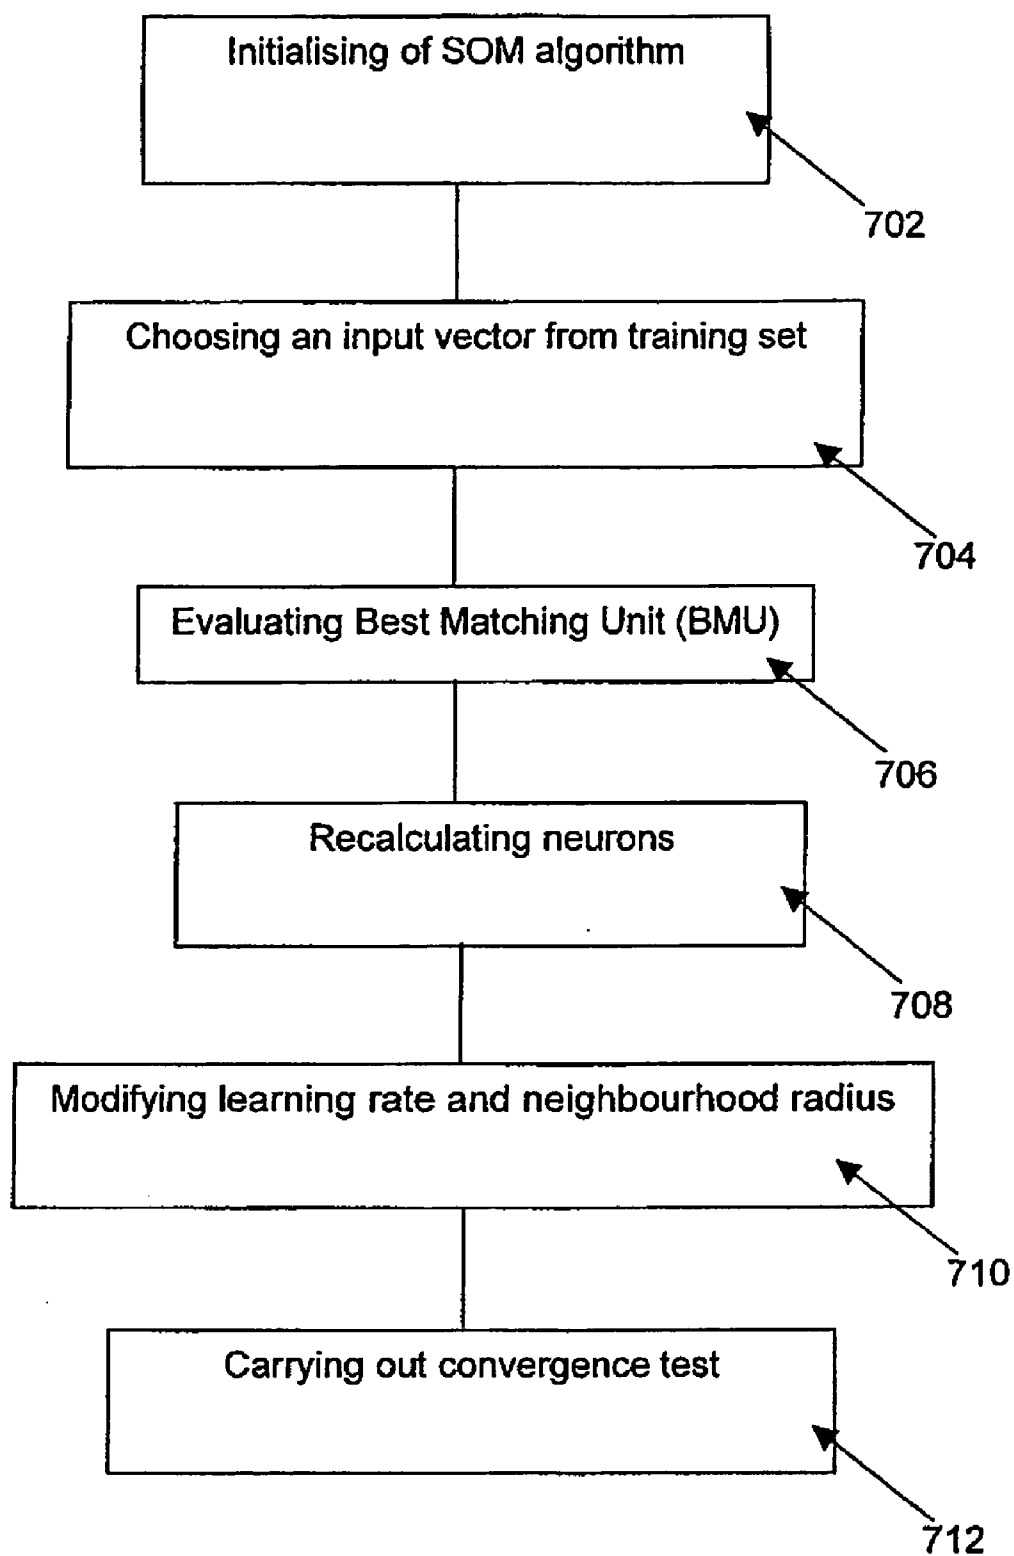 Initialising of SOM algorithm
702
Choosing an input vector from training set
704
Evaluating Best Matching Unit (BMU)
706
Recalculating neurons
708
Modifying learning rate and neighbourhood radius
710
Carrying out convergence test
712